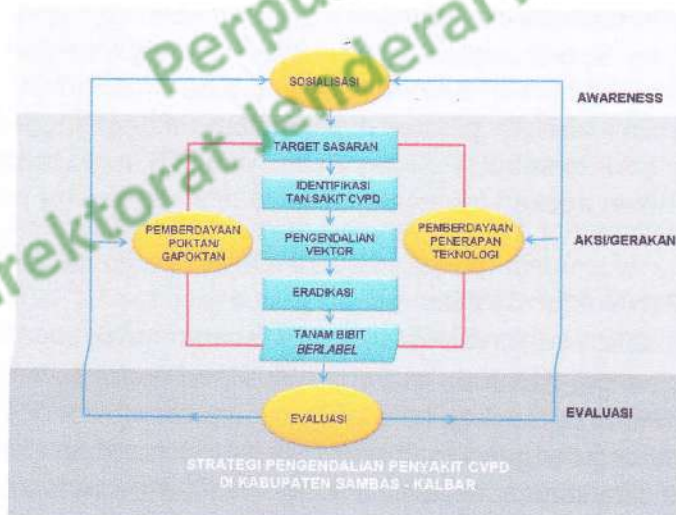 Perpu
Direktorat Jenderal
SOSIALISASI
AWARENESS
TARGET SASARAN
IDENTIFIKASI
TAN.SAKIT CVPD
PEMBERDAYAAN
POKTAN/
GAPOKTAN
PENGENDALIAN
VEKTOR
PEMBERDAYAAN
PENERAPAN
TEKNOLOGI
AKSI/GERAKAN
ERADIKASI
TANAM BIBIT
BERLABEL
EVALUASI
EVALUASI
STRATEGI PENGENDALIAN PENYAKIT CVPD
DI KABUPATEN SAMBAS - KALBAR